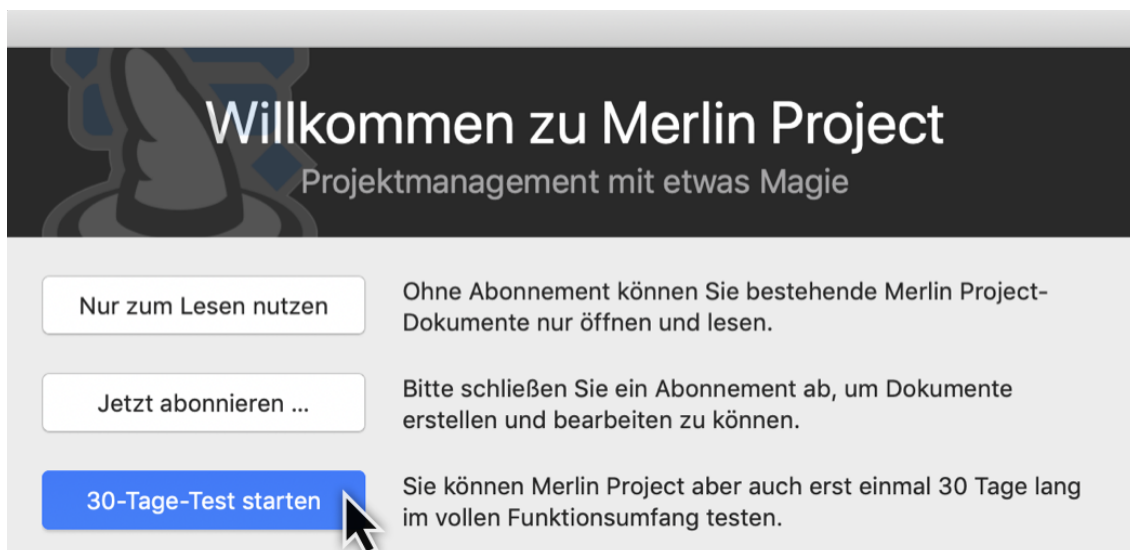 Willkommen zu Merlin Project
Projektmanagement mit etwas Magie
Nur zum Lesen nutzen
Ohne Abonnement können Sie bestehende Merlin Project-
Dokumente nur öffnen und lesen.
Jetzt abonnieren ...
Bitte schließen Sie ein Abonnement ab, um Dokumente
erstellen und bearbeiten zu können.
30-Tage-Test starten
Sie können Merlin Project aber auch erst einmal 30 Tage lang
im vollen Funktionsumfang testen.